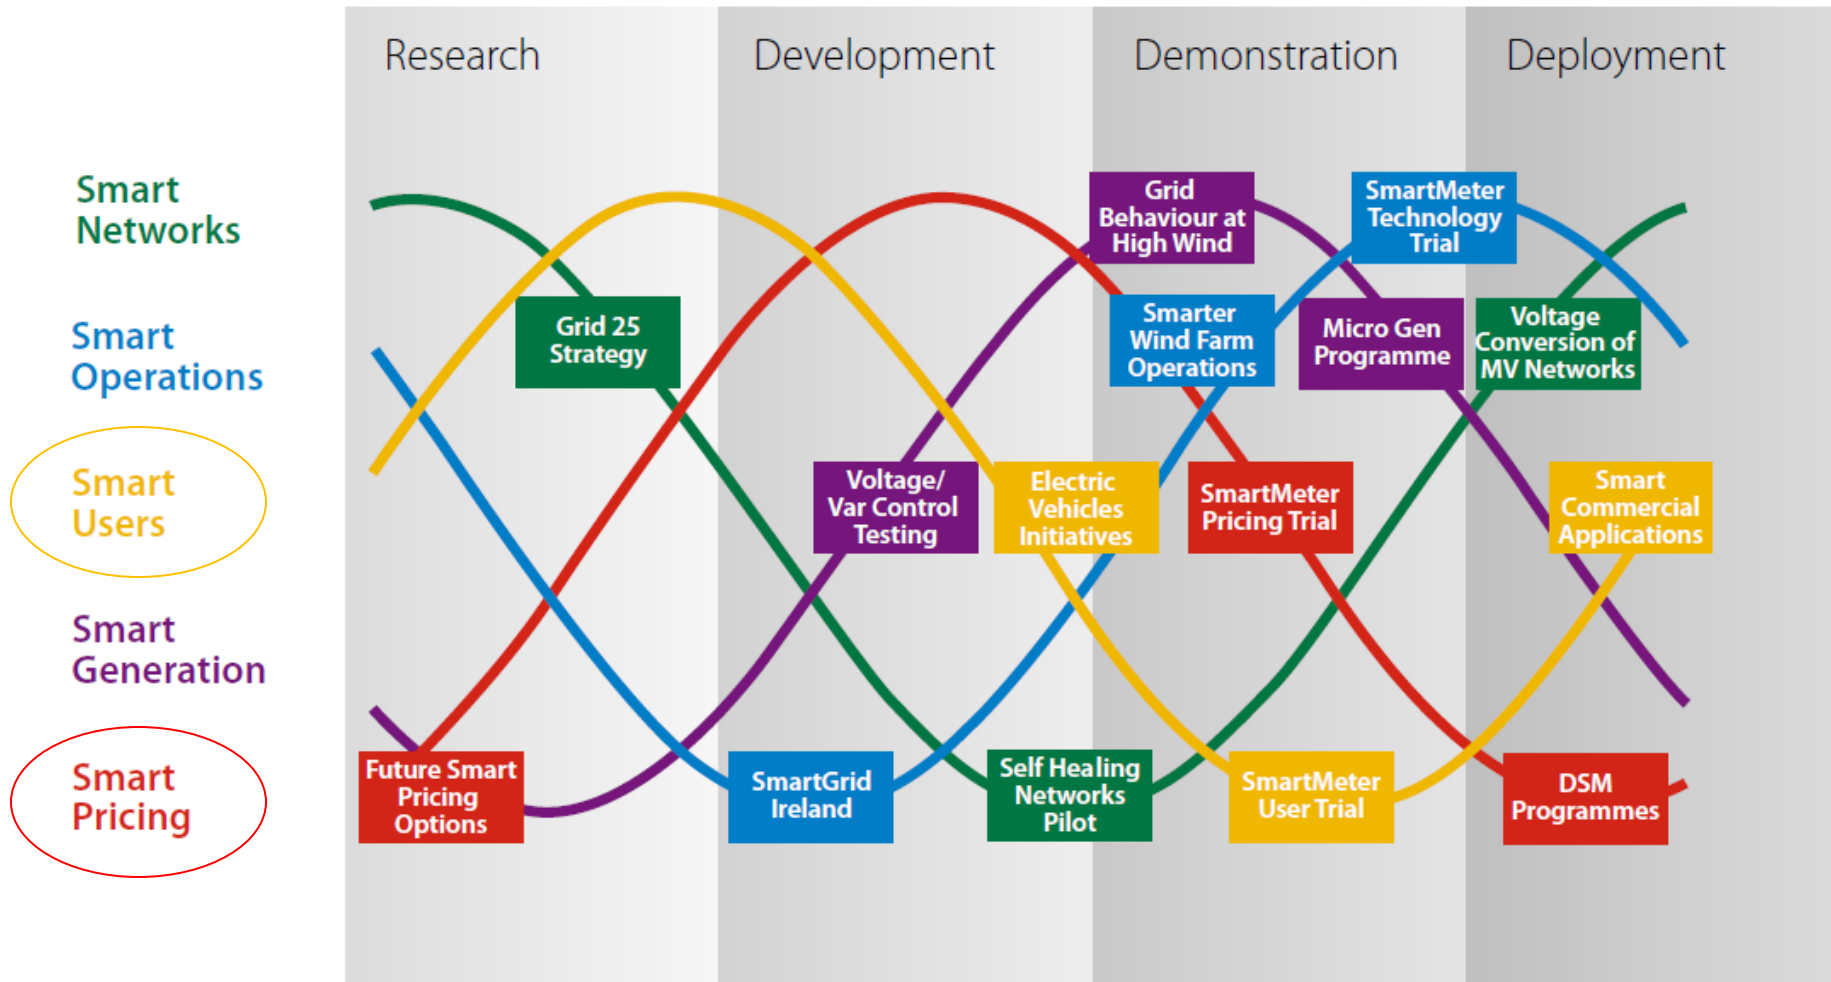 Research
Development
Demonstration
Deployment
Smart
Networks
Smart
Operations
Smart
Users
Smart
Generation
Smart
Pricing
Grid
Behaviour at
High Wind
SmartMeter
Technology
Trial
Grid 25
Strategy
Smarter
Wind Farm
Operations
Micro Gen
Programme
Voltage
Conversion of
MV Networks
Voltage/
Var Control
Testing
Electric
Vehicles
Initiatives
SmartMeter
Pricing Trial
Smart
Commercial
Applications
Future Smart
Pricing
Options
SmartGrid
Ireland
Self Healing
Networks
Pilot
SmartMeter
User Trial
DSM
Programmes